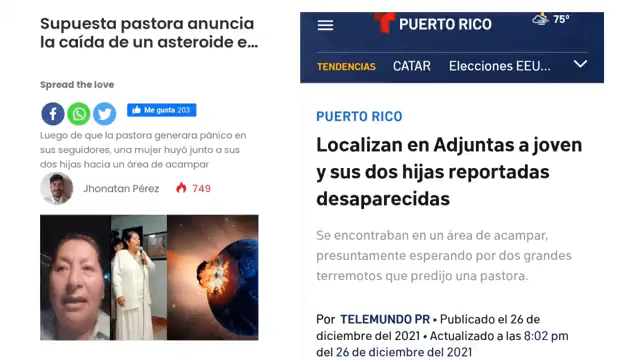 Supuesta pastora anuncia
la caída de un asteroide e...
Spread the love
Me gusta 203
Luego de que la pastora generara pánico en
sus seguidores, una mujer huyó junto a sus
dos hijas hacia un área de acampar
Jhonatan Pérez 749
PUERTO RICO 75°
TENDENCIAS CATAR Elecciones EEU...
PUERTO RICO
Localizan en Adjuntas a joven
y sus dos hijas reportadas
desaparecidas
Se encontraban en un área de acampar,
presuntamente esperando por dos grandes
terremotos que predijo una pastora.
Por TELEMUNDO PR • Publicado el 26 de
diciembre del 2021 • Actualizado a las 8:02 pm
del 26 de diciembre del 2021